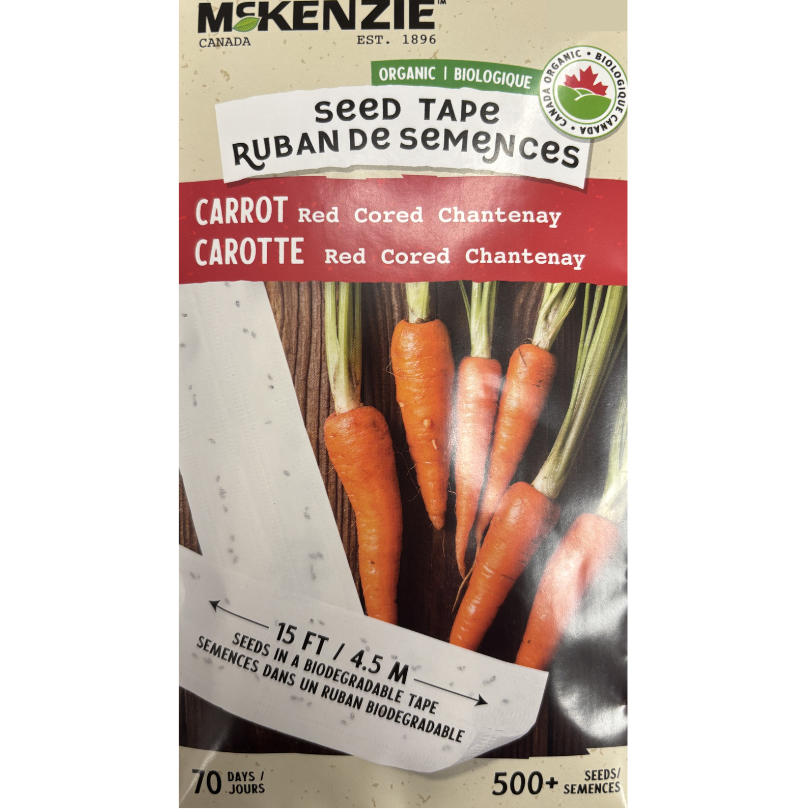 McKENZIE™
CANADA EST. 1896
ORGANIC | BIOLOGIQUE
CANADA ORGANIC • BIOLOGIQUE CANADA •
SEED TAPE
RUBAN DE SEMENCES
CARROT Red Cored Chantenay
CAROTTE Red Cored Chantenay
15 FT / 4.5 M
SEEDS IN A BIODEGRADABLE TAPE
SEMENCES DANS UN RUBAN BIODEGRADABLE
70 DAYS / JOURS
500+ SEEDS/ SEMENCES